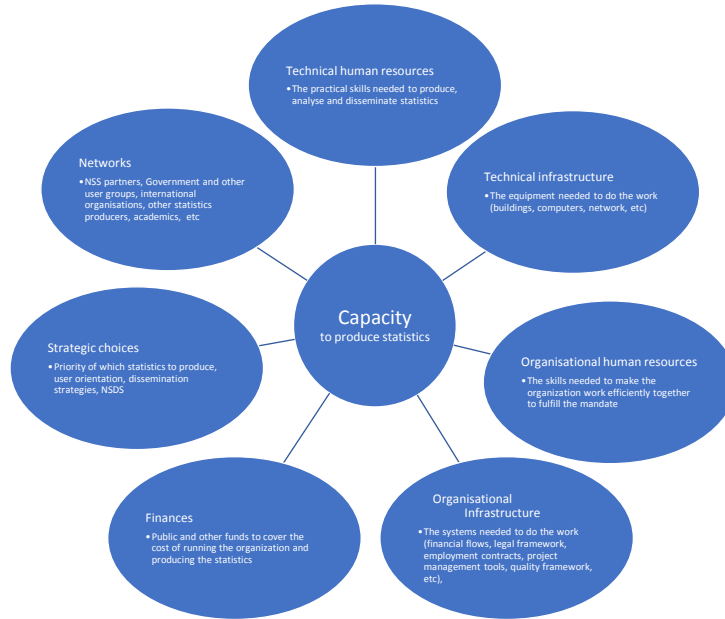 Technical human resources
•The practical skills needed to produce,
analyse and disseminate statistics
Technical infrastructure
•The equipment needed to do the work
(buildings, computers, network, etc)
Organisational human resources
•The skills needed to make the
organization work efficiently together
to fulfill the mandate
Organisational
Infrastructure
•The systems needed to do the work
(financial flows, legal framework,
employment contracts, project
management tools, quality framework,
etc),
Finances
•Public and other funds to cover the
cost of running the organization and
producing the statistics
Strategic choices
•Priority of which statistics to produce,
user orientation, dissemination
strategies, NSDS
Networks
•NSS partners, Government and other
user groups, international
organisations, other statistics
producers, academics, etc
Capacity
to produce statistics